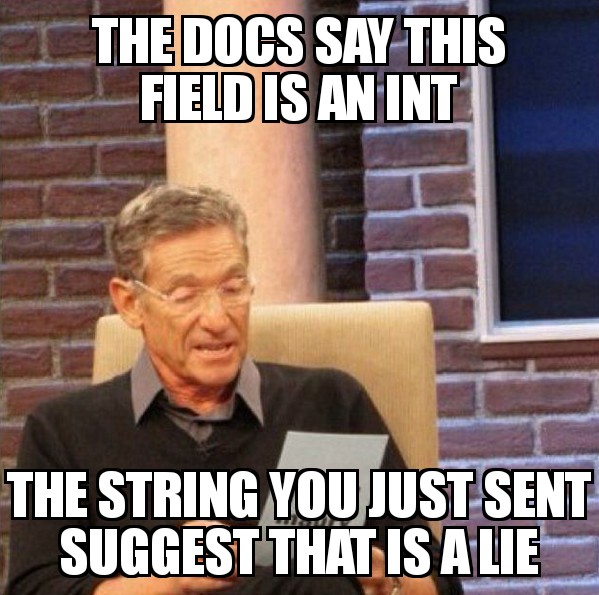 THE DOCS SAY THIS
FIELD IS AN INT
THE STRING YOU JUST SENT
SUGGEST THAT IS A LIE